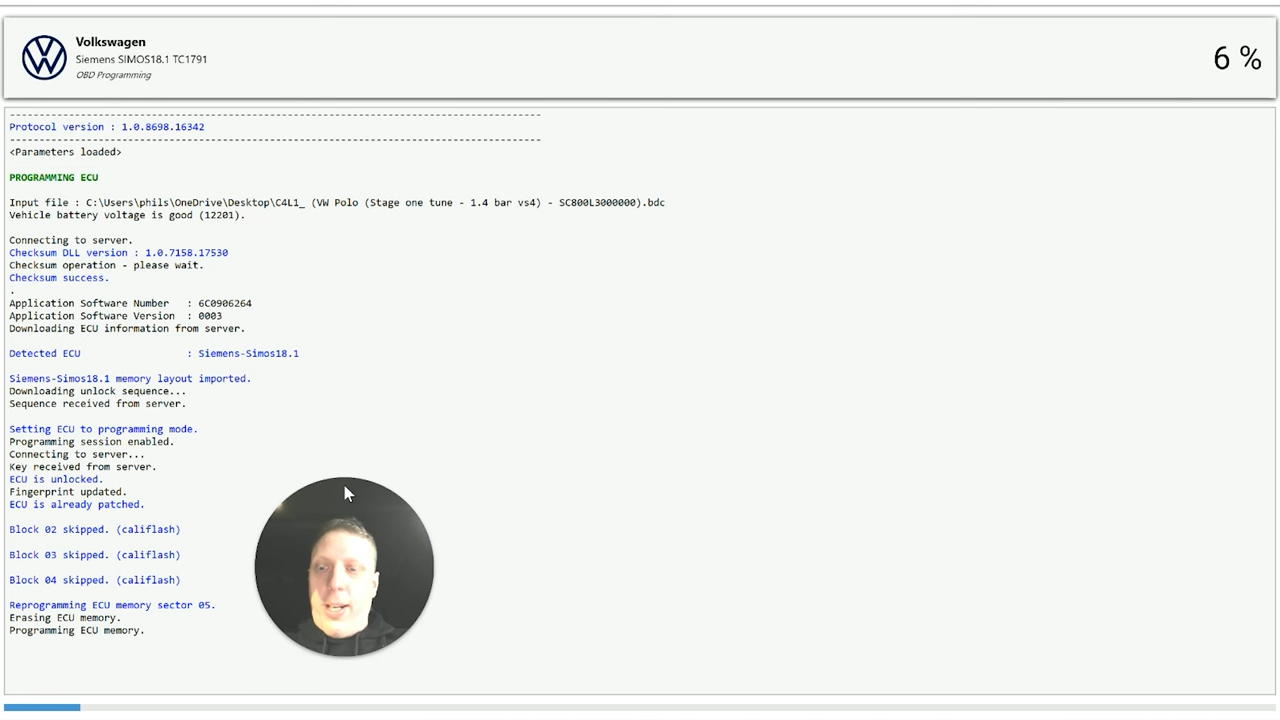 Volkswagen
Siemens SIMOS18.1 TC1791
OBD Programming
6 %
--------------------------------------------------------------------------------
Protocol version : 1.0.8698.16342
--------------------------------------------------------------------------------
<Parameters loaded>
PROGRAMMING ECU
Input file : C:\Users\phils\OneDrive\Desktop\C4L1_ (VW Polo (Stage one tune - 1.4 bar vs4) - SC800L3000000).bdc
Vehicle battery voltage is good (12201).
Connecting to server.
Checksum DLL version : 1.0.7158.17530
Checksum operation - please wait.
Checksum success.
.
Application Software Number : 6C0906264
Application Software Version : 0003
Downloading ECU information from server.
Detected ECU : Siemens-Simos18.1
Siemens-Simos18.1 memory layout imported.
Downloading unlock sequence...
Sequence received from server.
Setting ECU to programming mode.
Programming session enabled.
Connecting to server...
Key received from server.
ECU is unlocked.
Fingerprint updated.
ECU is already patched.
Block 02 skipped. (califlash)
Block 03 skipped. (califlash)
Block 04 skipped. (califlash)
Reprogramming ECU memory sector 05.
Erasing ECU memory.
Programming ECU memory.